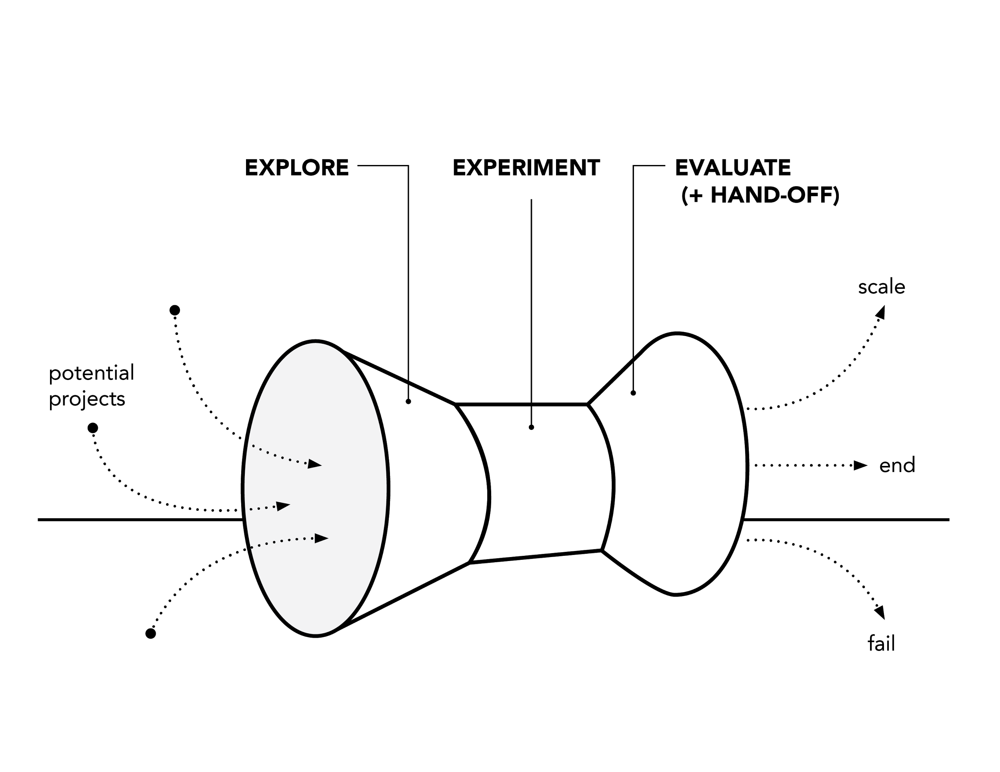 EXPLORE
EXPERIMENT
EVALUATE
(+ HAND-OFF)
potential
projects
scale
end
fail